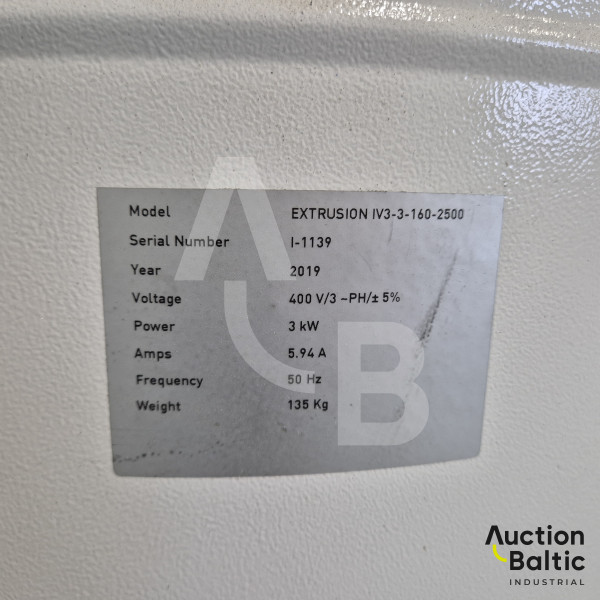 Model EXTRUSION IV3-3-160-2500
Serial Number I-1139
Year 2019
Voltage 400 V/3 ~PH/± 5%
Power 3 kW
Amps 5.94 A
Frequency 50 Hz
Weight 135 Kg
A B
Auction
Baltic
INDUSTRIAL